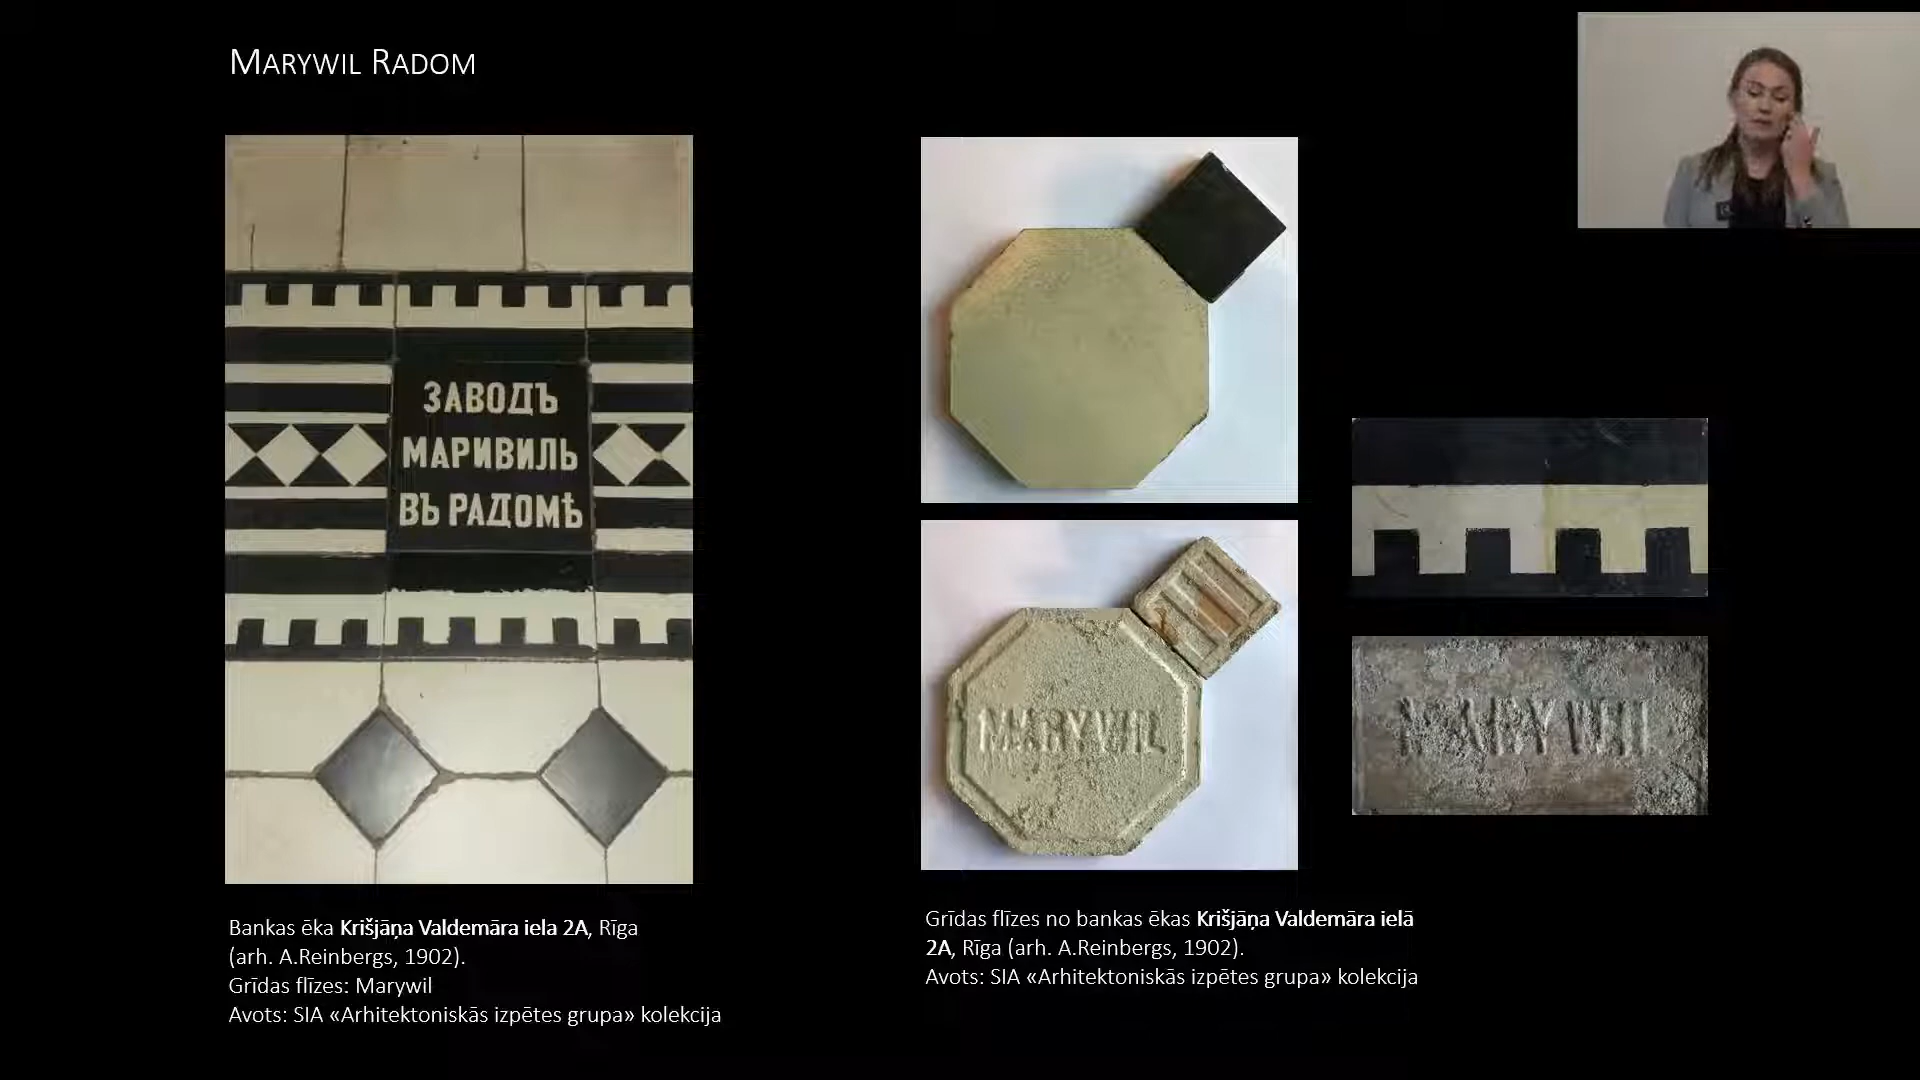 MARYWIL RADOM
ЗАВОДЪ
МАРИВИЛЬ
ВЪ РАДОМѢ
MARYWIL
MARYWIL
Bankas ēka Krišjāņa Valdemāra iela 2A, Rīga
(arh. A.Reinbergs, 1902).
Grīdas flīzes: Marywil
Avots: SIA «Arhitektoniskās izpētes grupa» kolekcija
Grīdas flīzes no bankas ēkas Krišjāņa Valdemāra ielā
2A, Rīga (arh. A.Reinbergs, 1902).
Avots: SIA «Arhitektoniskās izpētes grupa» kolekcija